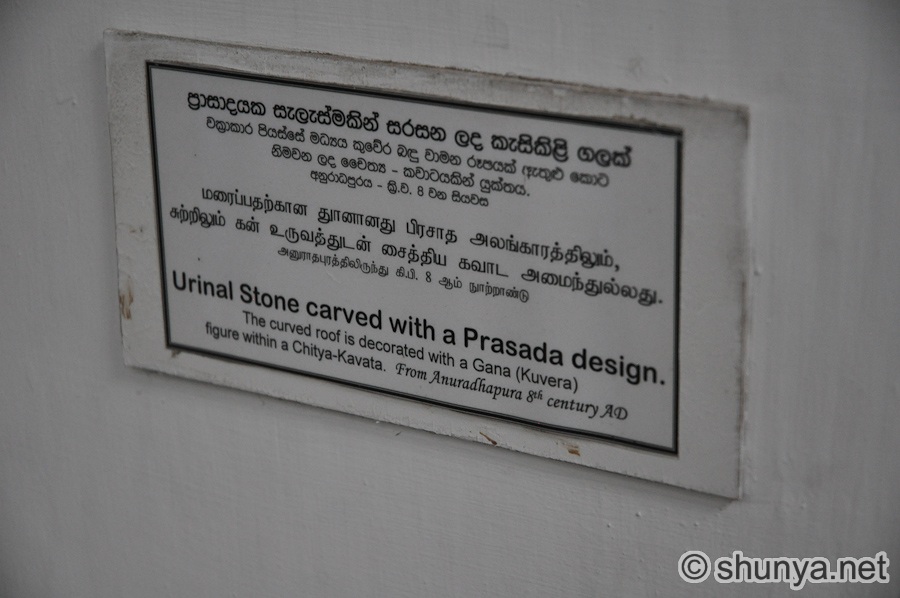 ප්‍රාසාදයක සැලැස්මකින් සරසන ලද කැසිකිළි ගලක්
වක්‍රාකාර පියස්සේ මධ්‍යය කුවේර බඳු වාමන රූපයක් ඇතුළු කොට
නිමවන ලද චෛත්‍ය - කවාටයකින් යුක්තය.
අනුරාධපුරය - ක්‍රි.ව. 8 වන සියවස
மரைப்பதற்கான தூனானது பிரசாத அலங்காரத்திலும்,
சுற்றிலும் கன் உருவத்துடன் சைத்திய கவாட அமைந்துல்லது.
அனுராதபுரத்திலிருந்து கி.பி. 8 ஆம் நூற்றாண்டு
Urinal Stone carved with a Prasada design.
The curved roof is decorated with a Gana (Kuvera)
figure within a Chitya-Kavata. From Anuradhapura 8th century AD
© shunya.net